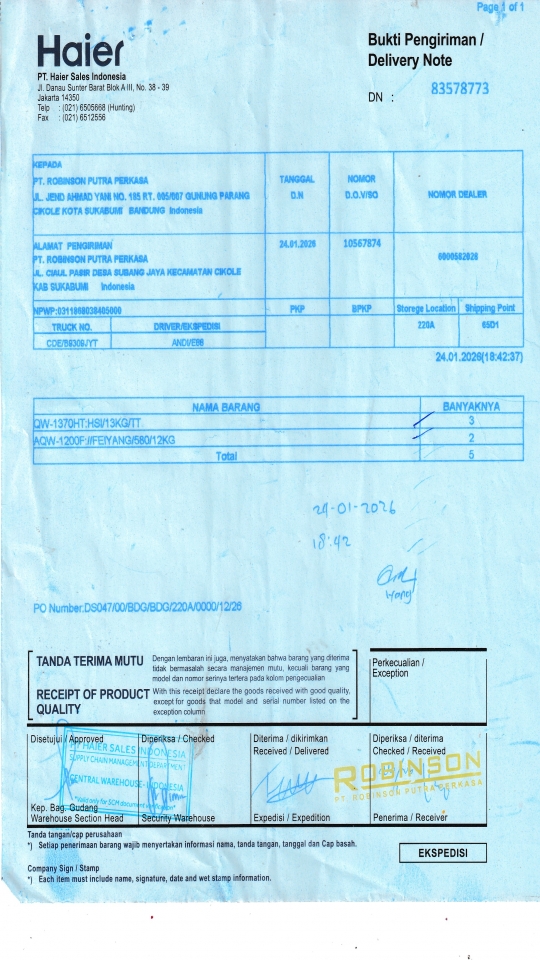 Page 1 of 1
Haier
Bukti Pengiriman /
Delivery Note
DN : 83578773
PT. Haier Sales Indonesia
Jl. Danau Sunter Barat Blok A III, No. 38 - 39
Jakarta 14350
Telp : (021) 6505668 (Hunting)
Fax : (021) 6512556
KEPADA
PT. ROBINSON PUTRA PERKASA
JL. JEND AHMAD YANI NO. 185 RT. 005/007 GUNUNG PARANG
CIKOLE KOTA SUKABUMI BANDUNG Indonesia
TANGGAL
D.N
NOMOR
D.O.V/SO
NOMOR DEALER
ALAMAT PENGIRIMAN
PT. ROBINSON PUTRA PERKASA
JL. CIAUL PASIR DESA SUBANG JAYA KECAMATAN CIKOLE
KAB SUKABUMI Indonesia
24.01.2026
10567874
NPWP:0311868038405000
PKP
BPKP
Storege Location
Shipping Point
TRUCK NO.
DRIVER/EKSPEDISI
220A
65D1
24.01.2026(18:42:37)
NAMA BARANG
BANYAKNYA
QW-1370HT:HSI/13KG/TT
3
AQW-1200F://FEIYANG/580/12KG
2
Total
5
24-01-2026
18:42
PO Number:DS047/00/BDG/BDG/220A/0000/12/26
TANDA TERIMA MUTU
Dengan lembaran ini juga, menyatakan bahwa barang yang diterima
tidak bermasalah secara manajemen mutu, kecuali barang yang
model dan nomor serinya tertera pada kolom pengecualian
RECEIPT OF PRODUCT
QUALITY
With this receipt declare the goods received with good quality,
except for goods that model and serial number listed on the
exception column
Perkecualian /
Exception
Disetujui / Approved
Diperiksa / Checked
Diterima / dikirimkan
Received / Delivered
Diperiksa / diterima
Checked / Received
PT HAIER SALES INDONESIA
SUPPLY CHAIN MANAGEMENT DEPARTMENT
CENTRAL WAREHOUSE-INDONESIA
ROBINSON
PT. ROBINSON PUTRA PERKASA
Kep. Bag. Gudang
Warehouse Section Head
Security Warehouse
Expedisi / Expedition
Penerima / Receiver
Tanda tangan/cap perusahaan
*) Setiap penerimaan barang wajib menyertakan informasi nama, tanda tangan, tanggal dan Cap basah.
EKSPEDISI
Company Sign / Stamp
*) Each item must include name, signature, date and wet stamp information.